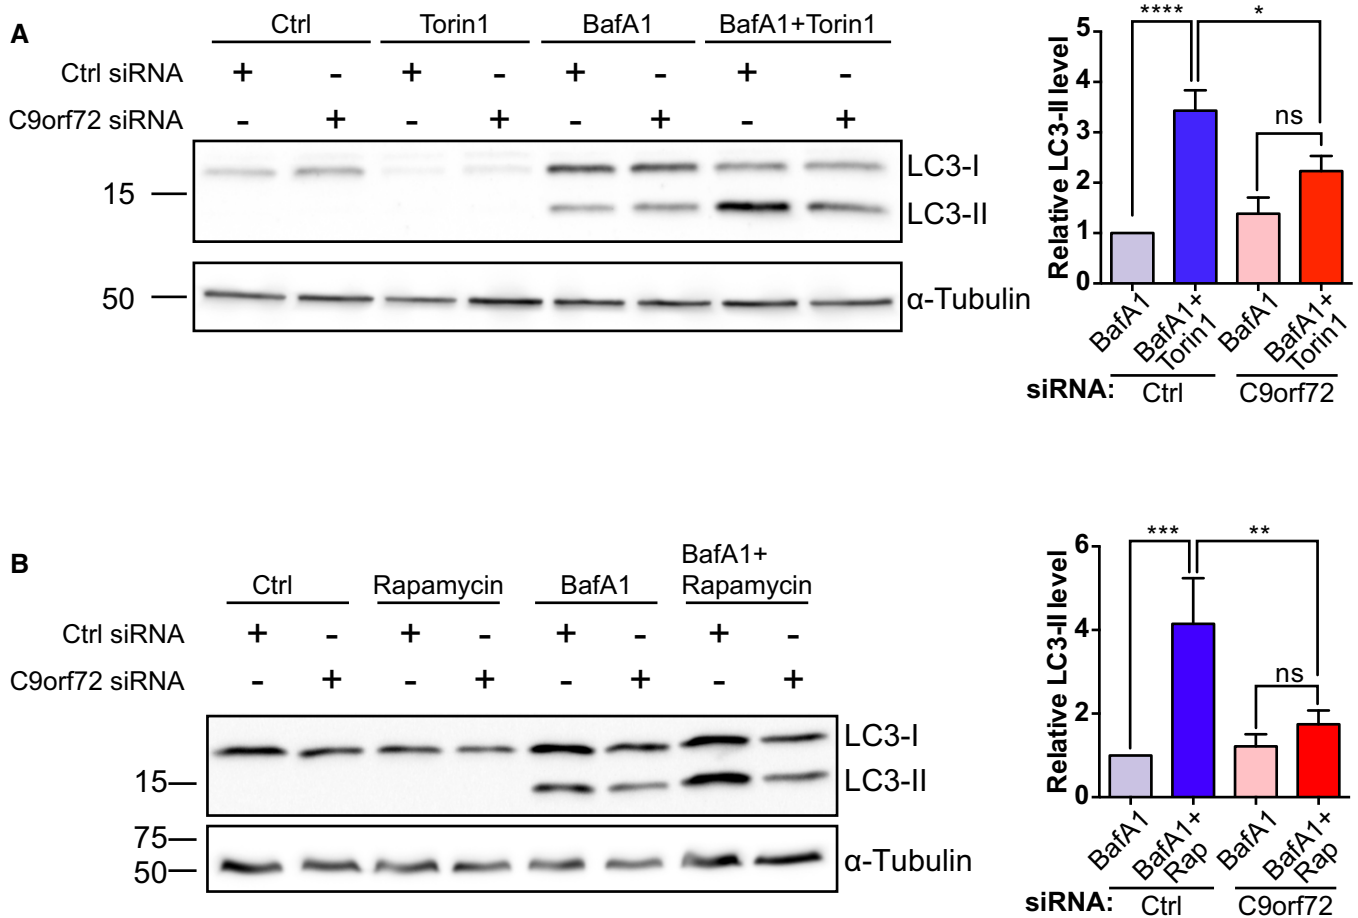 A
Ctrl Torin1 BafA1 BafA1+Torin1
Ctrl siRNA + - + - + - + -
C9orf72 siRNA - + - + - + - +
LC3-I
15
LC3-II
50
α-Tubulin
**** *
ns
Relative LC3-II level
5
4
3
2
1
0
BafA1
BafA1+
Torin1
BafA1
BafA1+
Torin1
siRNA: Ctrl C9orf72
B
Ctrl Rapamycin BafA1 BafA1+
Rapamycin
Ctrl siRNA + - + - + - + -
C9orf72 siRNA - + - + - + - +
LC3-I
15
LC3-II
75
50
α-Tubulin
*** **
ns
Relative LC3-II level
6
4
2
0
BafA1
BafA1+
Rap
BafA1
BafA1+
Rap
siRNA: Ctrl C9orf72